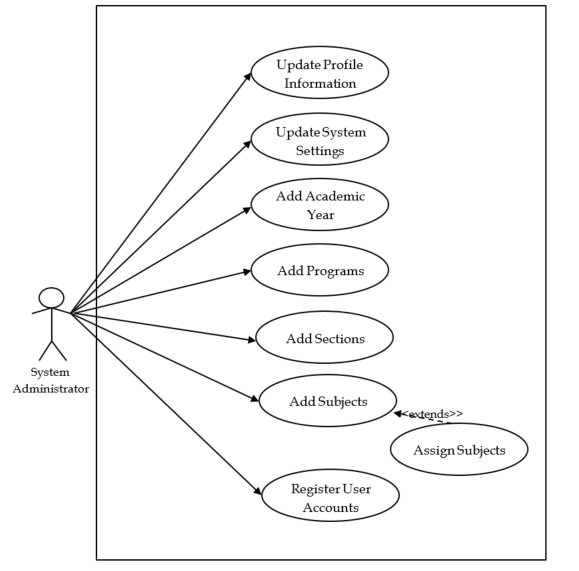 Update Profile
Information
Update System
Settings
Add Academic
Year
Add Programs
Add Sections
System
Administrator
Add Subjects
<<extends>>
Assign Subjects
Register User
Accounts